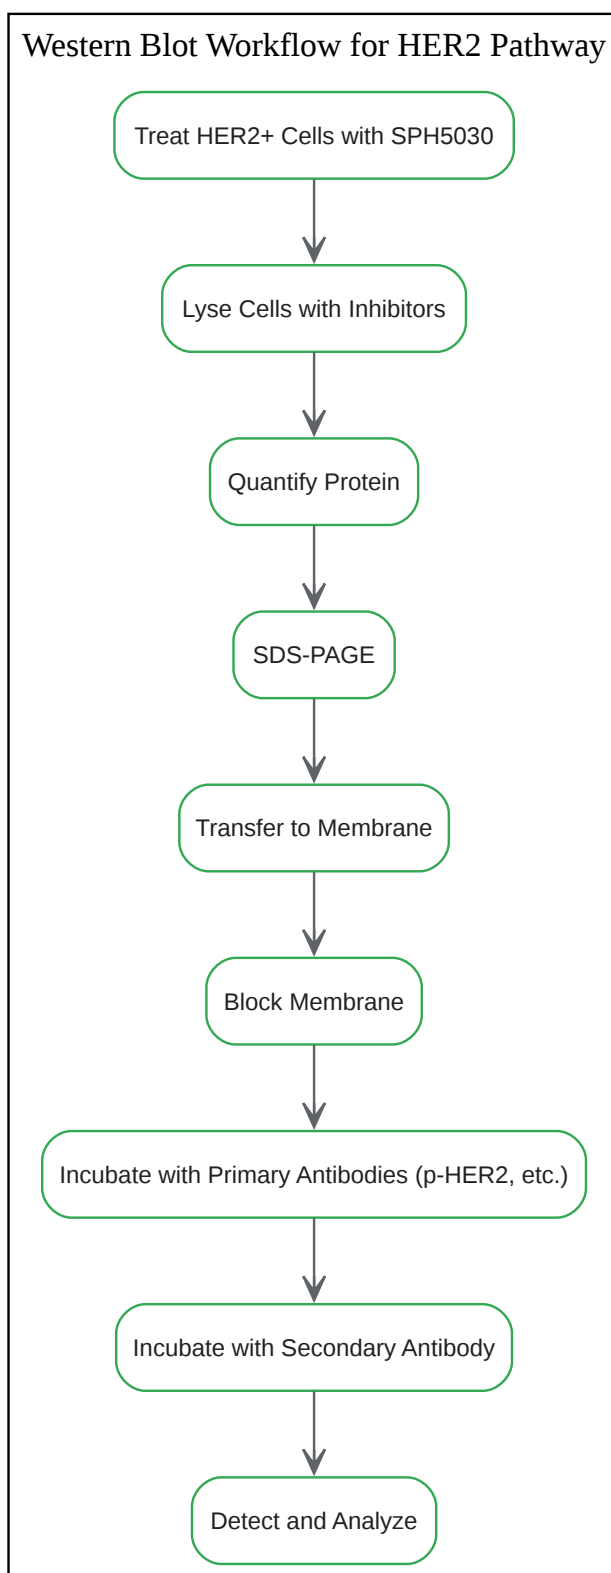 Western Blot Workflow for HER2 Pathway
Treat HER2+ Cells with SPH5030
Lyse Cells with Inhibitors
Quantify Protein
SDS-PAGE
Transfer to Membrane
Block Membrane
Incubate with Primary Antibodies (p-HER2, etc.)
Incubate with Secondary Antibody
Detect and Analyze